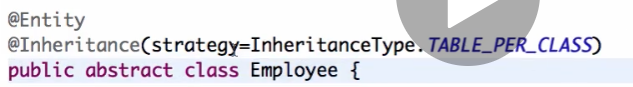 @Entity
@Inheritance(strategy=InheritanceType.TABLE_PER_CLASS)
public abstract class Employee {